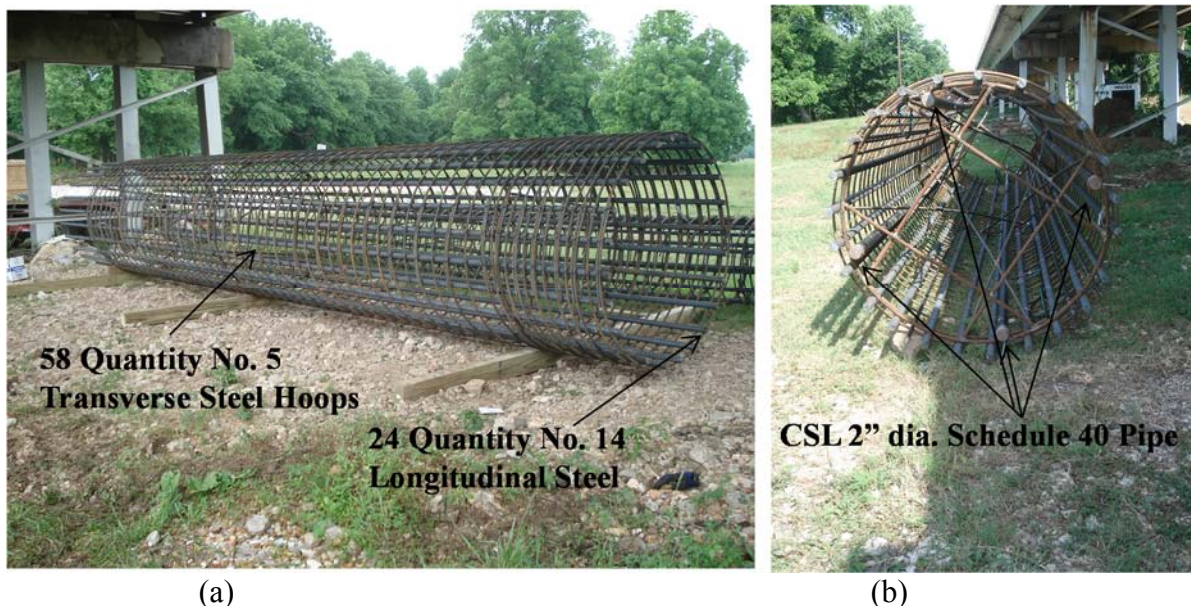 58 Quantity No. 5
Transverse Steel Hoops
24 Quantity No. 14
Longitudinal Steel
CSL 2” dia. Schedule 40 Pipe
(a)
(b)